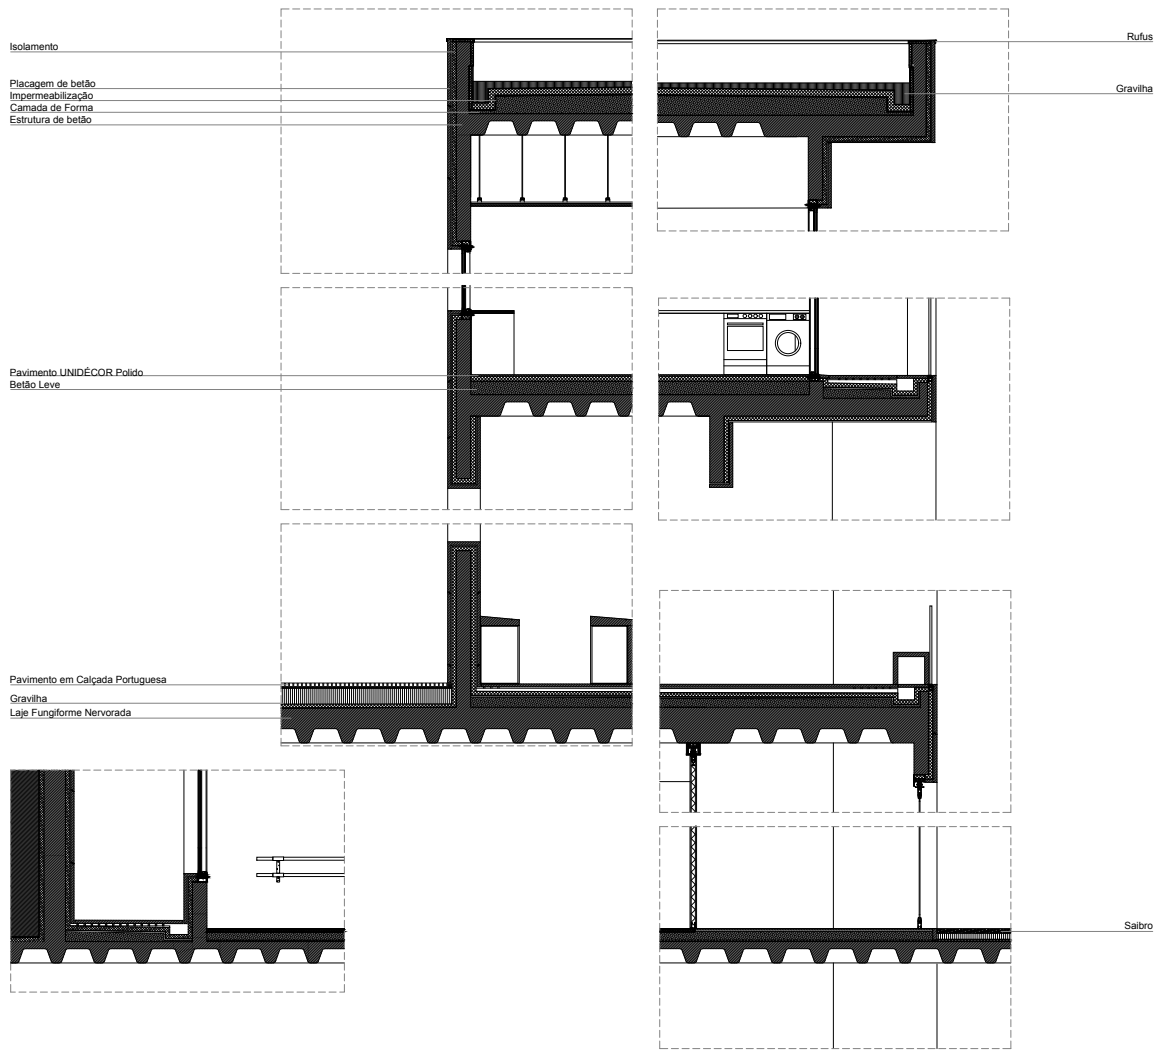 Isolamento
Placagem de betão
Impermeabilização
Camada de Forma
Estrutura de betão
Rufus
Gravilha
Pavimento UNIDÉCOR Polido
Betão Leve
Pavimento em Calçada Portuguesa
Gravilha
Laje Fungiforme Nervorada
Saibro